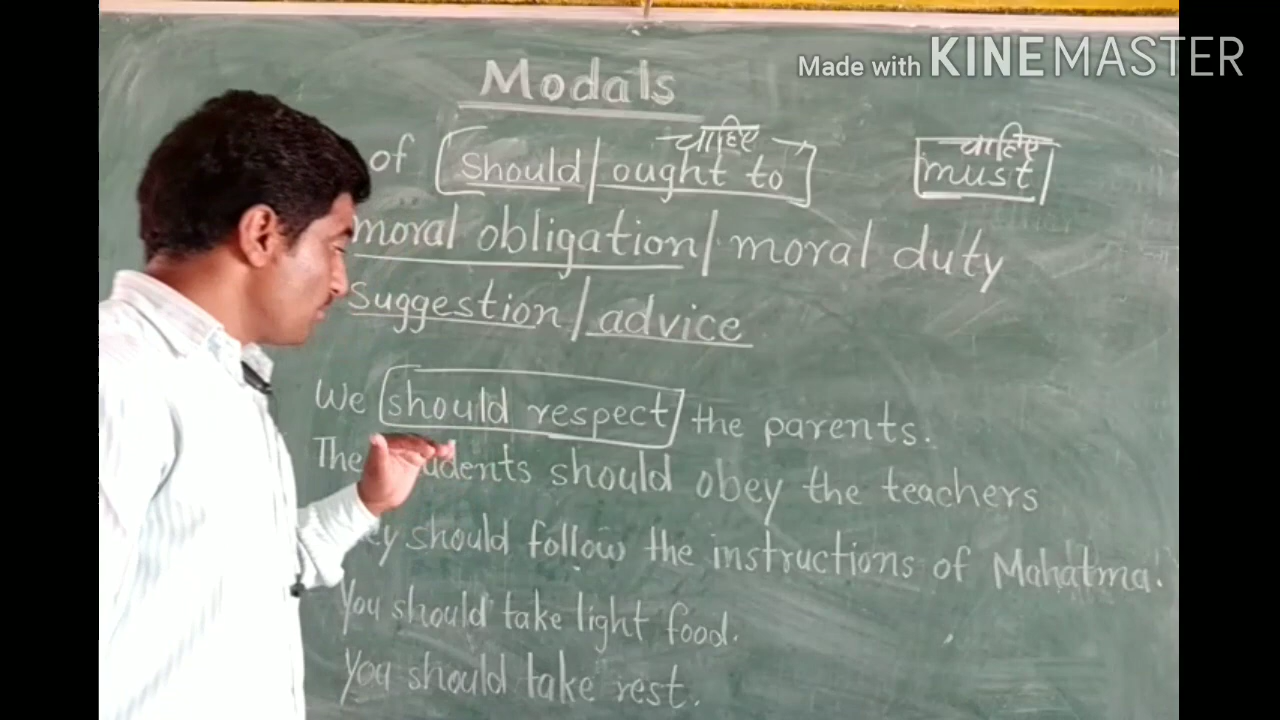 Made with KINEMASTER
Modals
of [should/ought to] चाहिए must चाहिए
moral obligation/moral duty
suggestion/advice
We should respect the parents.
The students should obey the teachers
should follow the instructions of Mahatma.
You should take light food.
You should take rest.